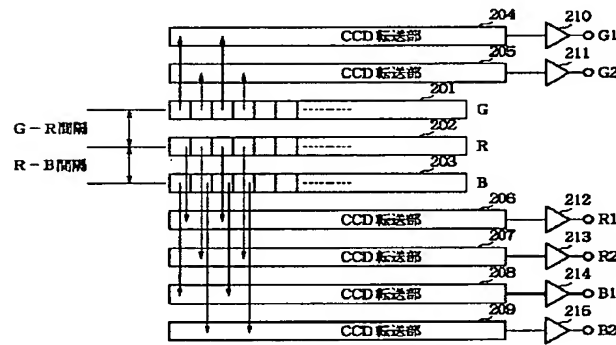 204
CCD転送部
210
G1
205
CCD転送部
211
G2
201
G
G-R間隔
202
R
R-B間隔
203
B
206
CCD転送部
212
R1
207
CCD転送部
213
R2
208
CCD転送部
214
B1
209
CCD転送部
215
B2